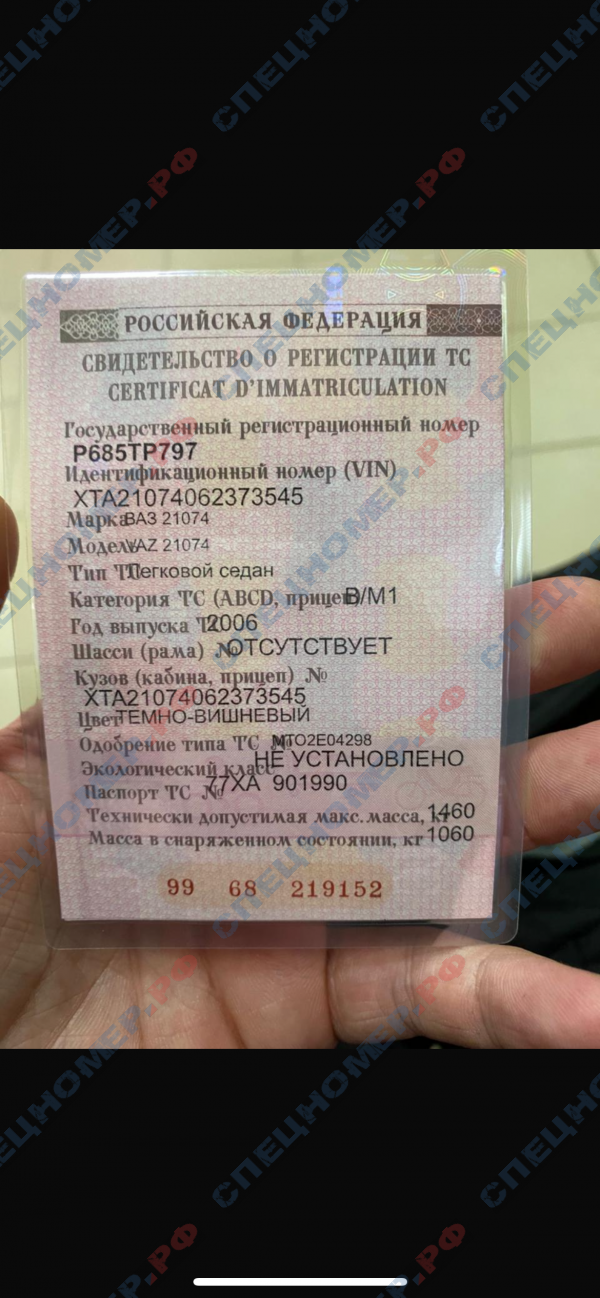 РОССИЙСКАЯ ФЕДЕРАЦИЯ
СВИДЕТЕЛЬСТВО О РЕГИСТРАЦИИ ТС
CERTIFICAT D'IMMATRICULATION
Государственный регистрационный номер
Р685ТР797
Идентификационный номер (VIN)
XTA21074062373545
Марка ВАЗ 21074
Модель VAZ 21074
Тип ТС Легковой седан
Категория ТС (ABCD, прицеп) B/M1
Год выпуска ТС 2006
Шасси (рама) № ОТСУТСТВУЕТ
Кузов (кабина, прицеп) №
XTA21074062373545
Цвет ТЕМНО-ВИШНЕВЫЙ
Одобрение типа ТС № МТО2Е04298
Экологический класс НЕ УСТАНОВЛЕНО
Паспорт ТС № 77ХА 901990
Технически допустимая макс. масса, кг 1460
Масса в снаряженном состоянии, кг 1060
99 68 219152
СПЕЦНОМЕР.РФ